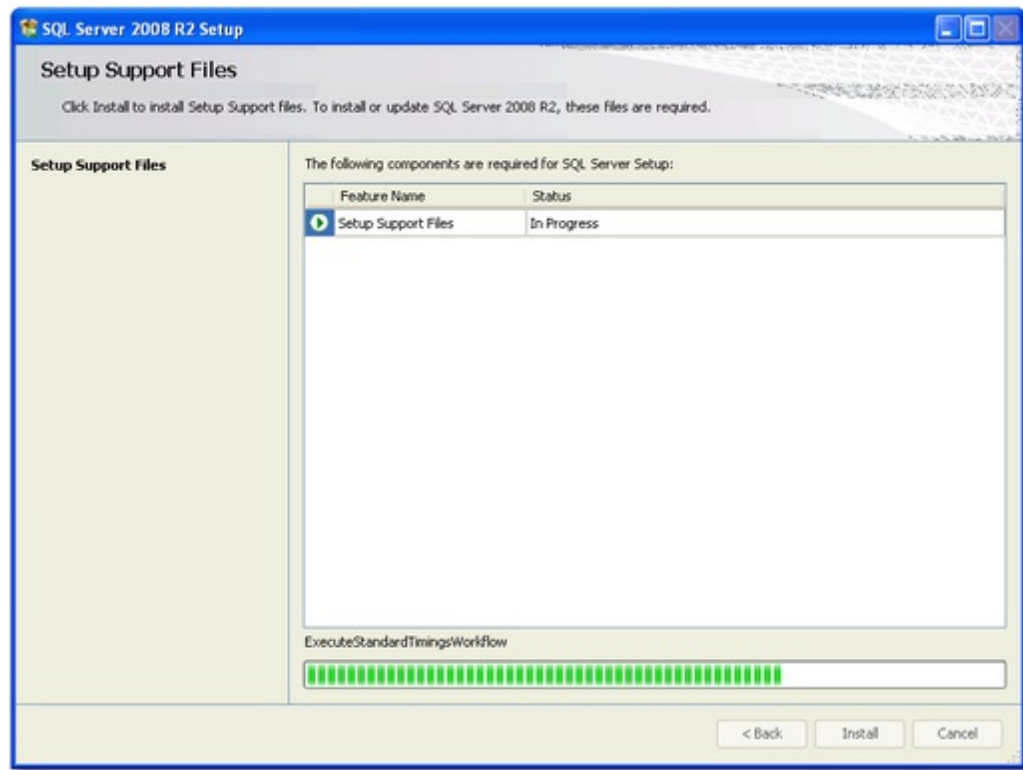 SQL Server 2008 R2 Setup
Setup Support Files
Click Install to install Setup Support files. To install or update SQL Server 2008 R2, these files are required.
Setup Support Files
The following components are required for SQL Server Setup:
Feature Name Status
Setup Support Files In Progress
ExecuteStandardTimingsWorkflow
< Back Install Cancel